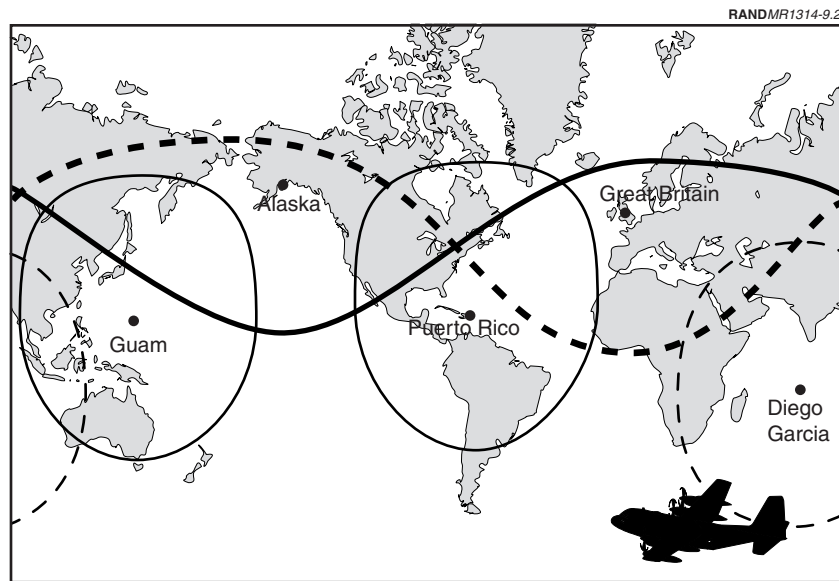 RANDMR1314-9.2
Great Britain
Alaska
Puerto Rico
Guam
Diego
Garcia